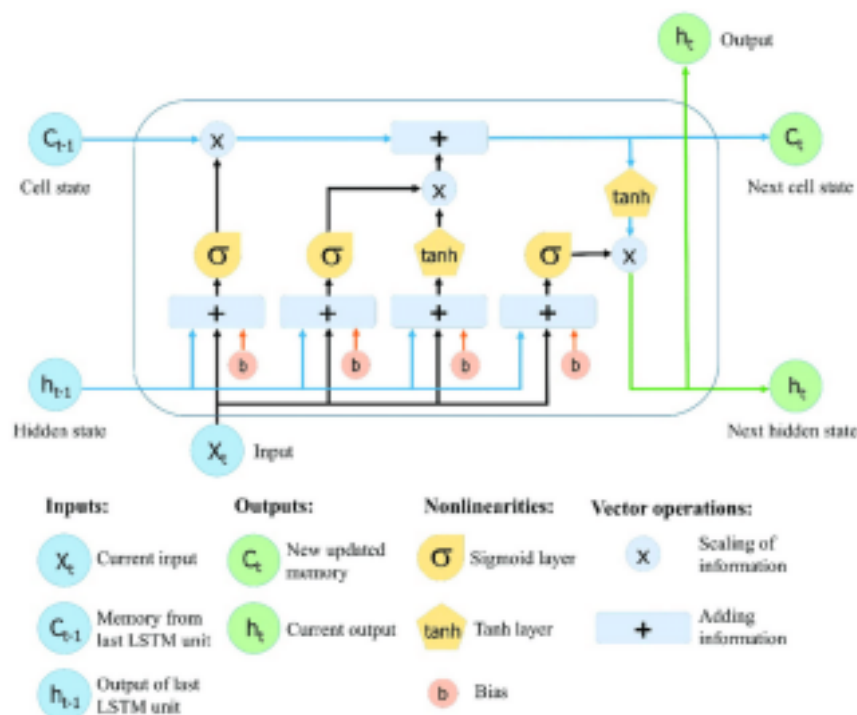 hₜ Output
Cₜ₋₁ x + Cₜ
Cell state Next cell state
tanh
x
σ σ tanh σ x
+ + + +
b b b b
hₜ₋₁ hₜ
Hidden state Next hidden state
Xₜ Input
Inputs: Outputs: Nonlinearities: Vector operations:
Xₜ Current input
Cₜ₋₁ Memory from
last LSTM unit
hₜ₋₁ Output of last
LSTM unit
Cₜ New updated
memory
hₜ Current output
σ Sigmoid layer
tanh Tanh layer
b Bias
x Scaling of
information
+ Adding
information